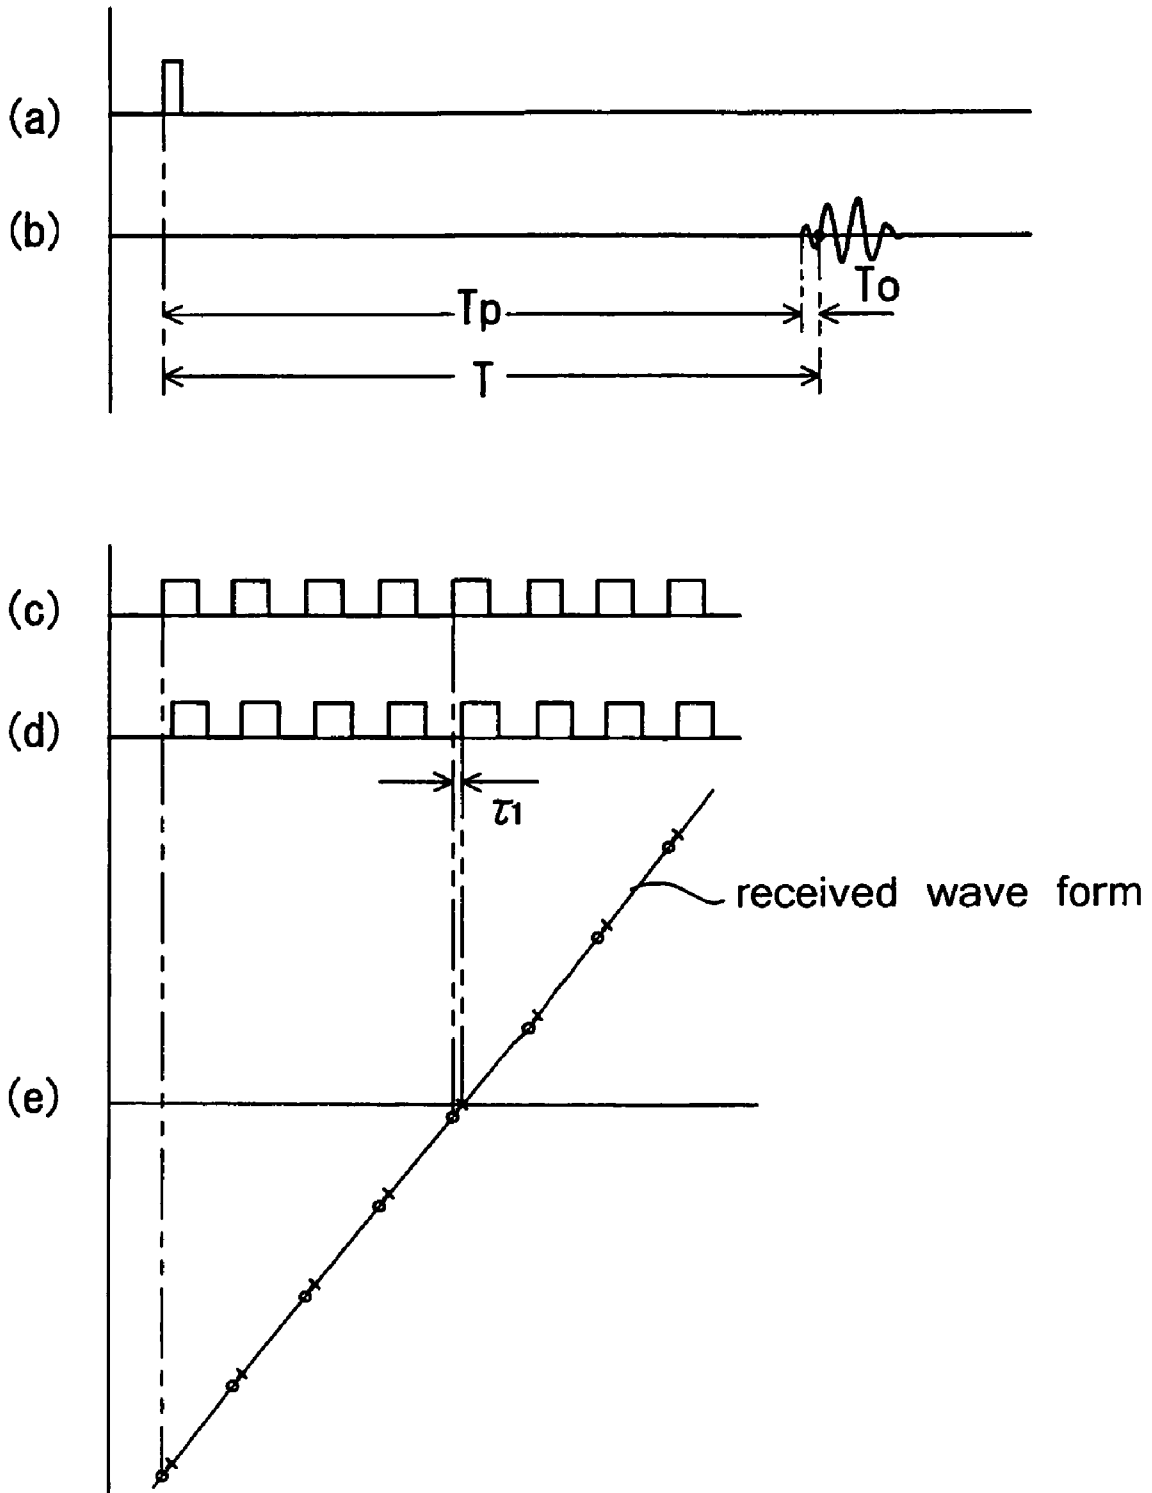 (a)
(b)
To
Tp
T
(c)
(d)
τ1
received wave form
(e)